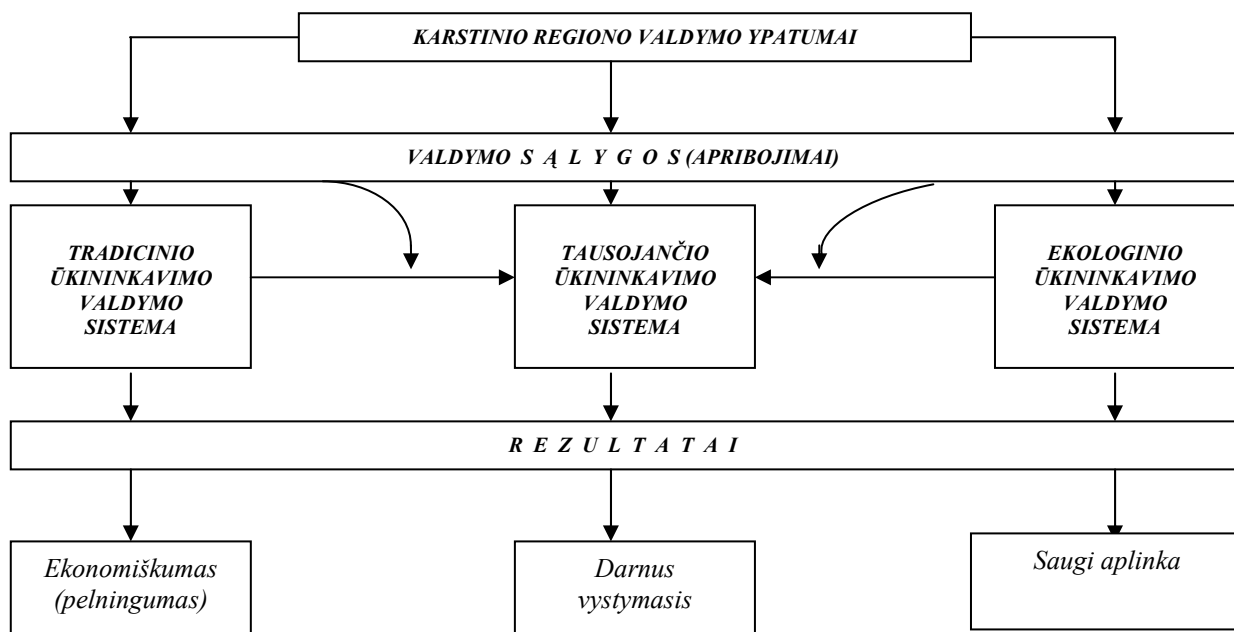 KARSTINIO REGIONO VALDYMO YPATUMAI
VALDYMO S Ą L Y G O S (APRIBOJIMAI)
TRADICINIO
ŪKININKAVIMO
VALDYMO
SISTEMA
TAUSOJANČIO
ŪKININKAVIMO
VALDYMO
SISTEMA
EKOLOGINIO
ŪKININKAVIMO
VALDYMO
SISTEMA
R E Z U L T A T A I
Ekonomiškumas
(pelningumas)
Darnus
vystymasis
Saugi aplinka